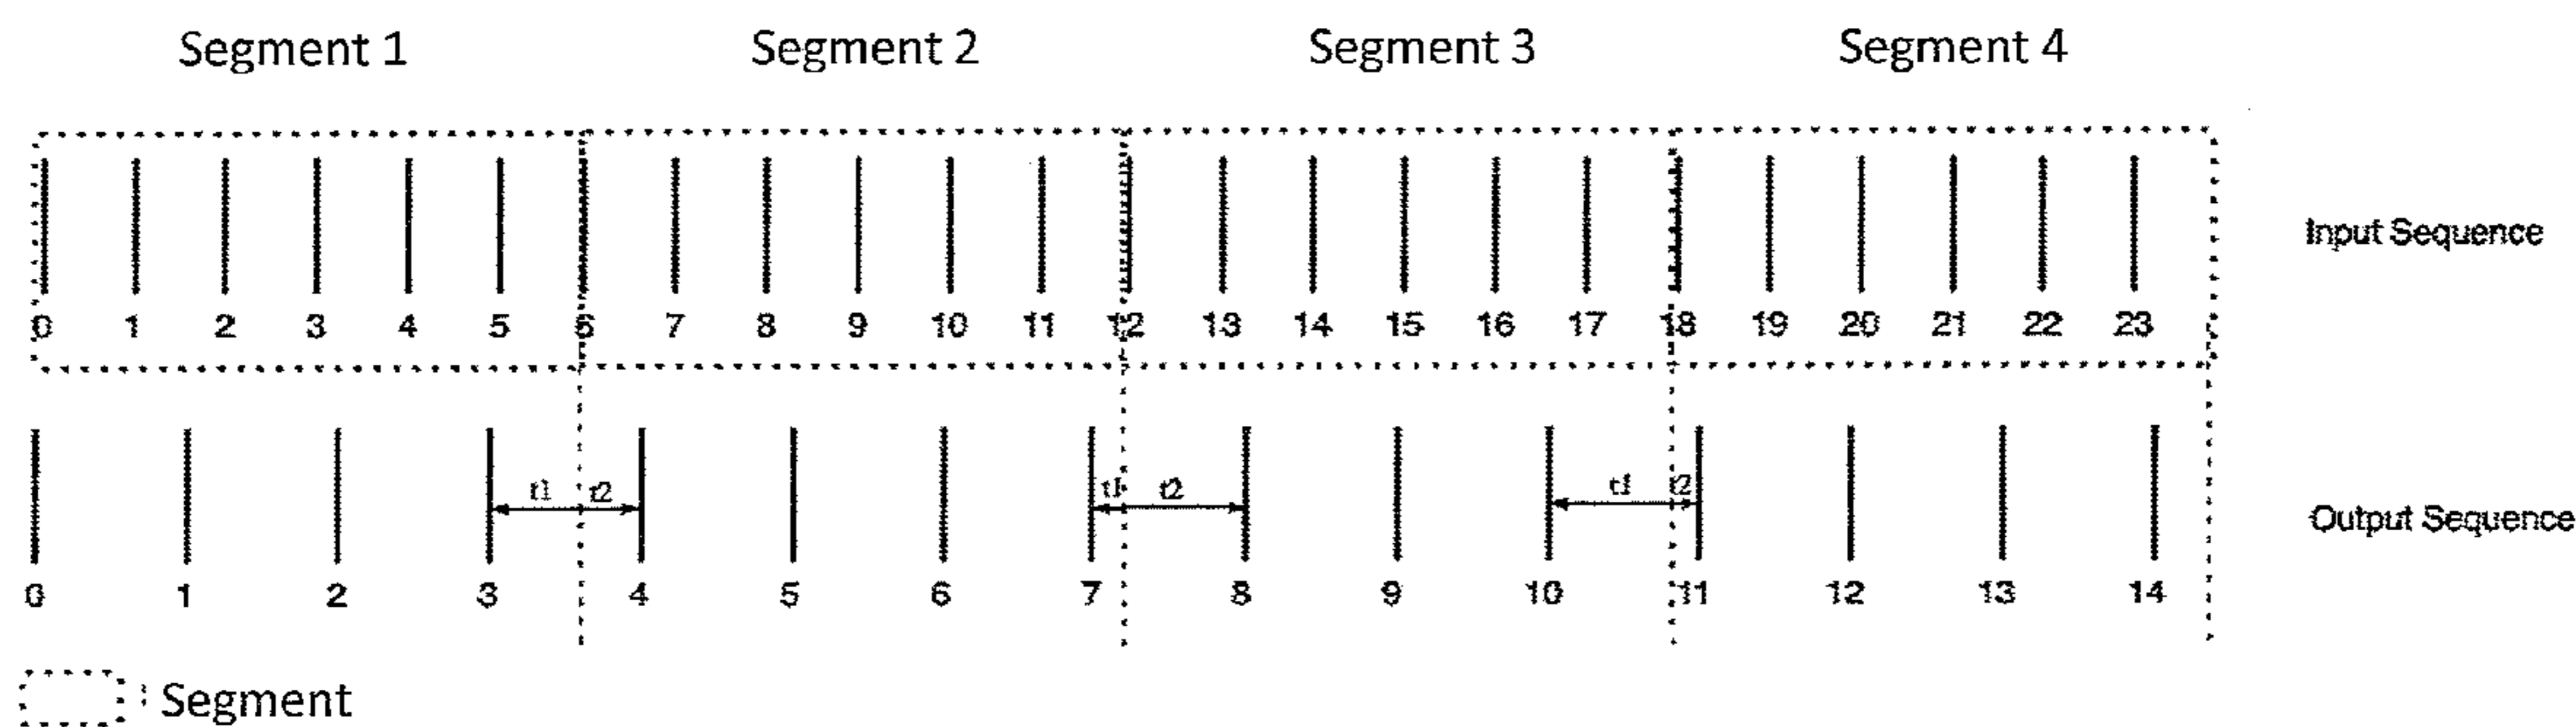 Segment 1 Segment 2 Segment 3 Segment 4
0 1 2 3 4 5 6 7 8 9 10 11 12 13 14 15 16 17 18 19 20 21 22 23
Input Sequence
t1 t2 t1 t2 t1 t2
Output Sequence
0 1 2 3 4 5 6 7 8 9 10 11 12 13 14
Segment